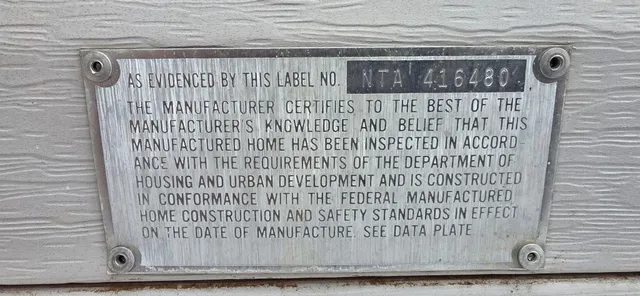 AS EVIDENCED BY THIS LABEL NO. NTA 416480
THE MANUFACTURER CERTIFIES TO THE BEST OF THE
MANUFACTURER'S KNOWLEDGE AND BELIEF THAT THIS
MANUFACTURED HOME HAS BEEN INSPECTED IN ACCORD-
ANCE WITH THE REQUIREMENTS OF THE DEPARTMENT OF
HOUSING AND URBAN DEVELOPMENT AND IS CONSTRUCTED
IN CONFORMANCE WITH THE FEDERAL MANUFACTURED
HOME CONSTRUCTION AND SAFETY STANDARDS IN EFFECT
ON THE DATE OF MANUFACTURE. SEE DATA PLATE